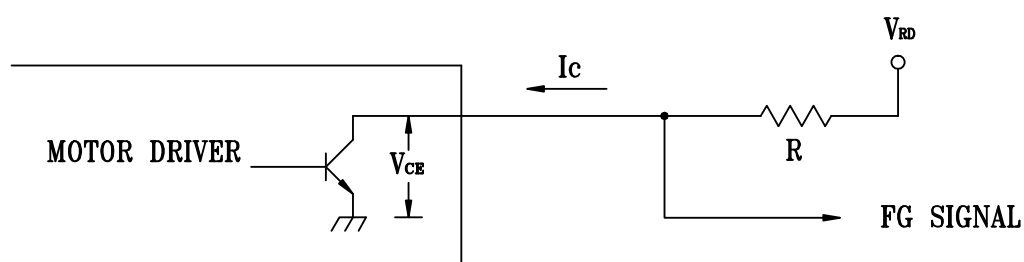 VRD
Ic
MOTOR DRIVER
VCE
R
FG SIGNAL